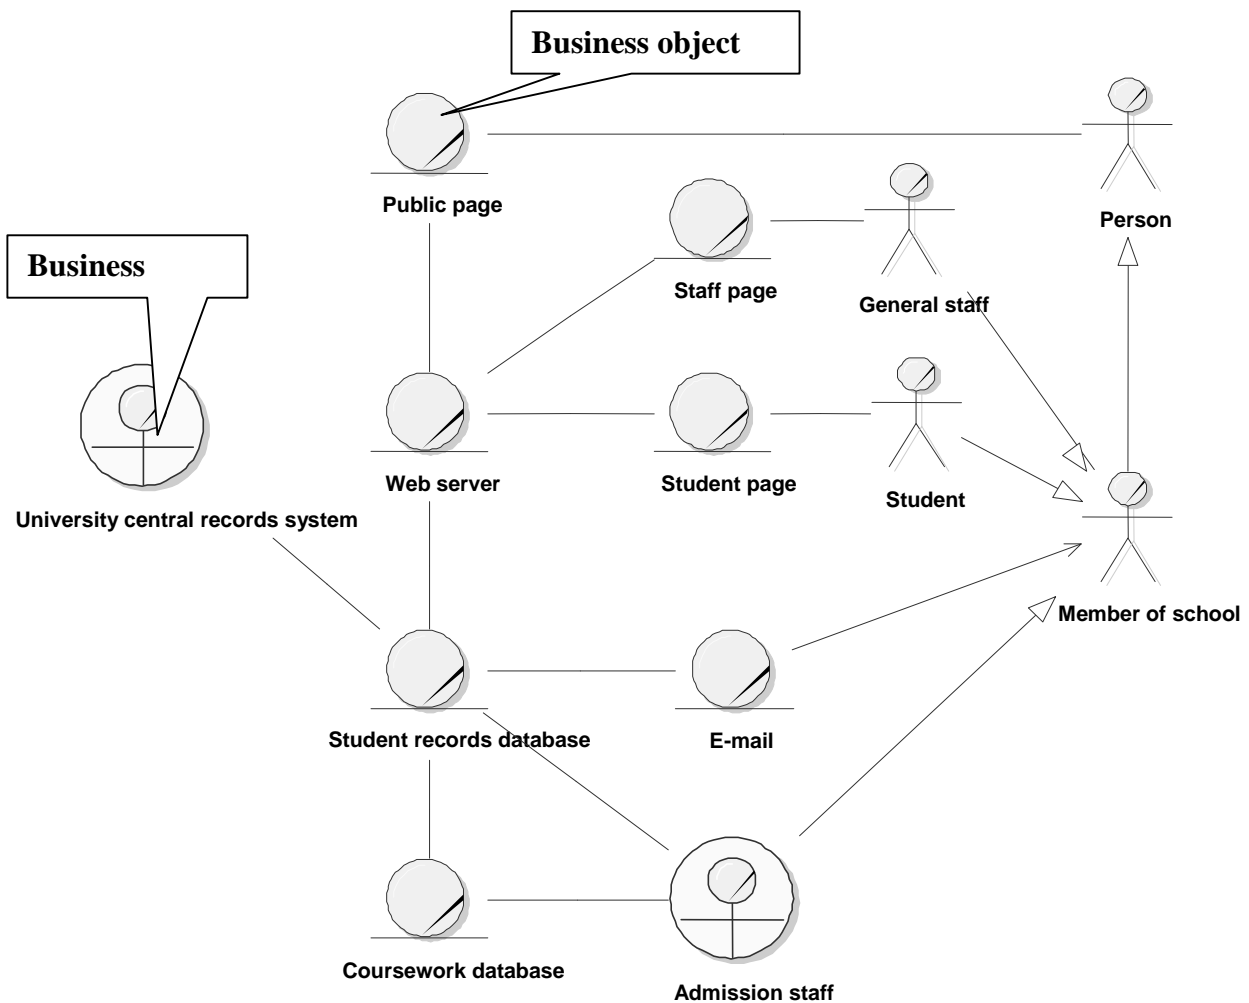 Business object
Public page
Person
Staff page
General staff
Business
Web server
Student page
Student
University central records system
Member of school
Student records database
E-mail
Coursework database
Admission staff